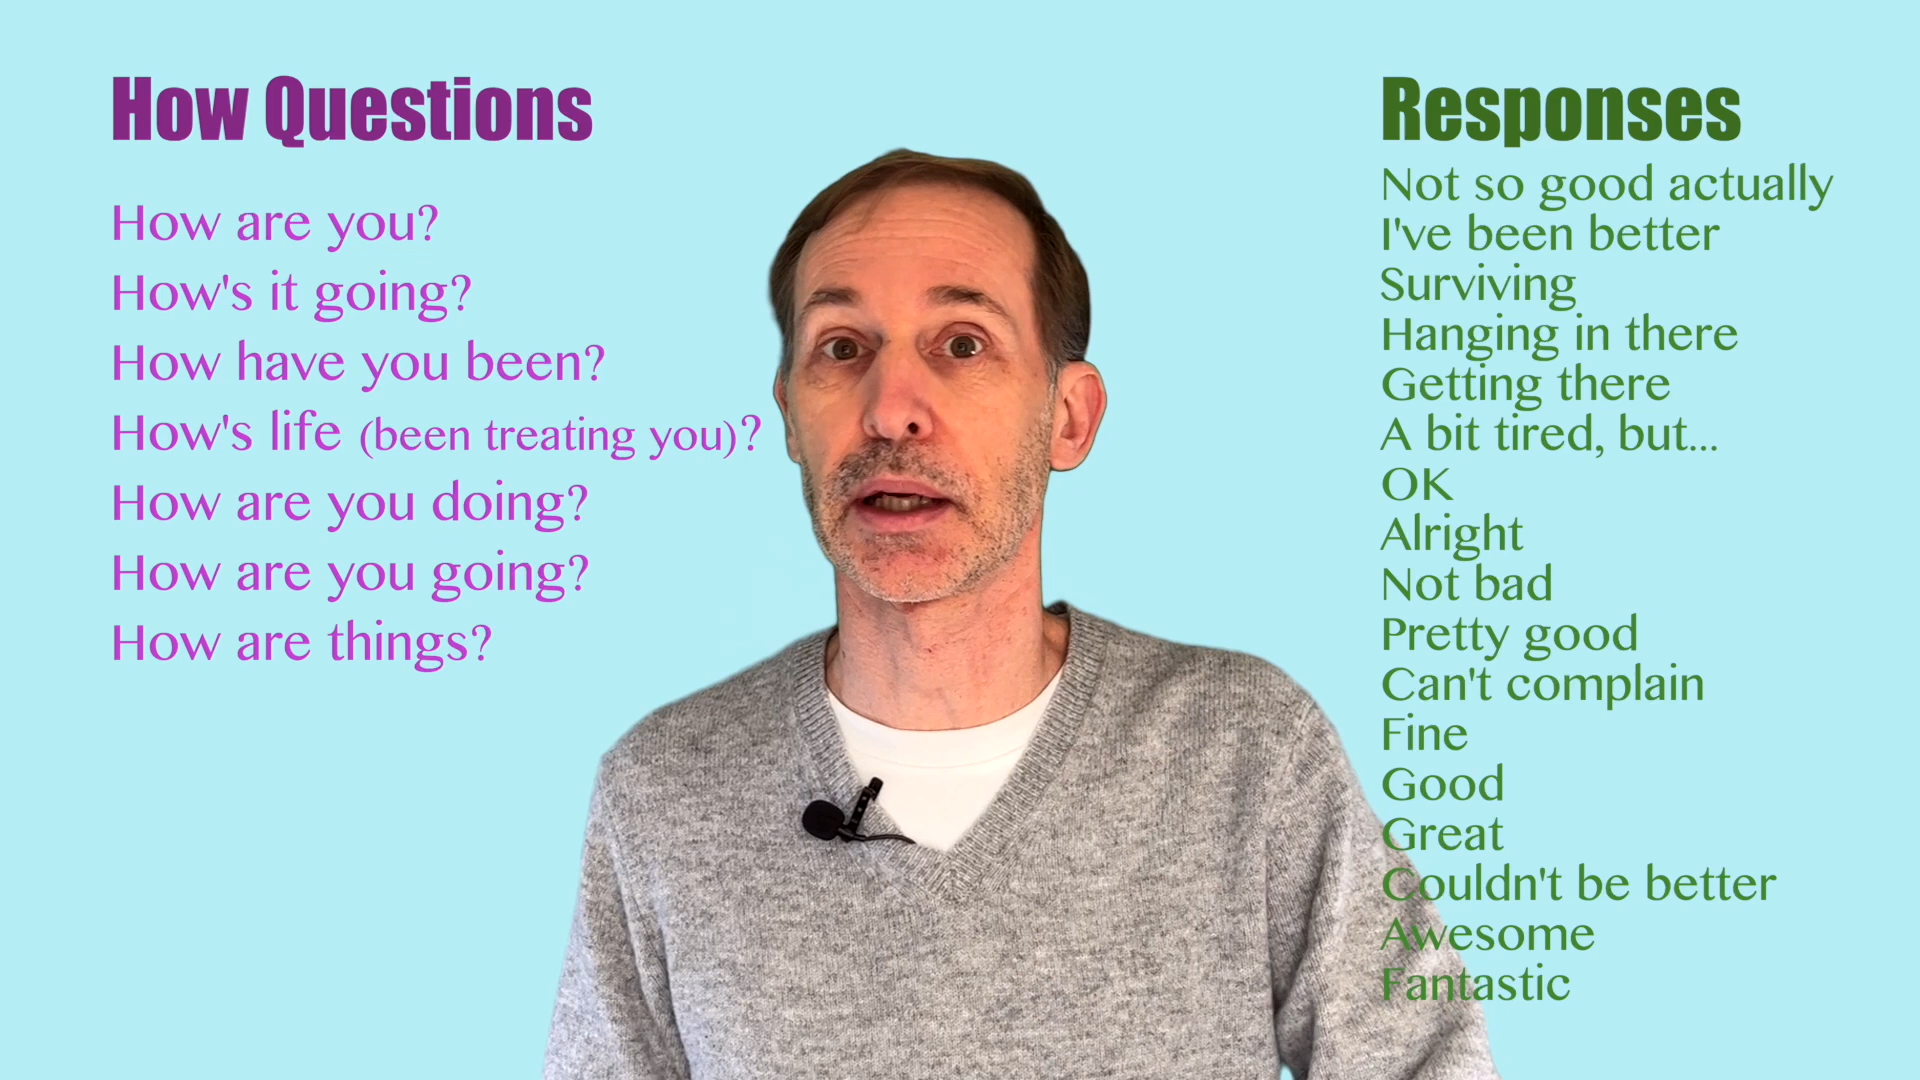 How Questions
How are you?
How's it going?
How have you been?
How's life (been treating you)?
How are you doing?
How are you going?
How are things?
Responses
Not so good actually
I've been better
Surviving
Hanging in there
Getting there
A bit tired, but...
OK
Alright
Not bad
Pretty good
Can't complain
Fine
Good
Great
Couldn't be better
Awesome
Fantastic